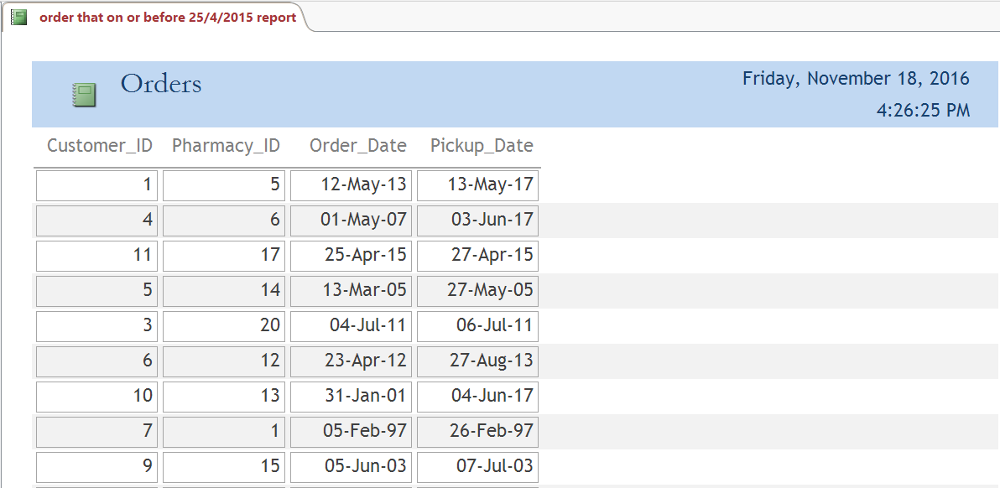 order that on or before 25/4/2015 report
Orders
Friday, November 18, 2016
4:26:25 PM
Customer_ID Pharmacy_ID Order_Date Pickup_Date
1 5 12-May-13 13-May-17
4 6 01-May-07 03-Jun-17
11 17 25-Apr-15 27-Apr-15
5 14 13-Mar-05 27-May-05
3 20 04-Jul-11 06-Jul-11
6 12 23-Apr-12 27-Aug-13
10 13 31-Jan-01 04-Jun-17
7 1 05-Feb-97 26-Feb-97
9 15 05-Jun-03 07-Jul-03